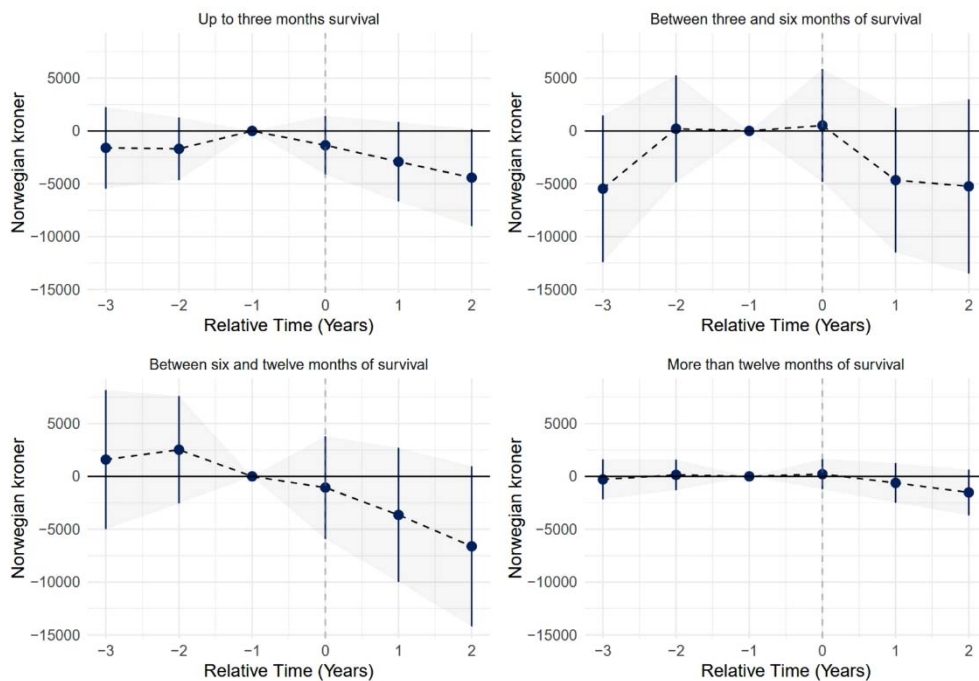 Up to three months survival
Between three and six months of survival
Norwegian kroner
5000
0
−5000
−10000
−15000
−3 −2 −1 0 1 2
Relative Time (Years)
Norwegian kroner
5000
0
−5000
−10000
−15000
−3 −2 −1 0 1 2
Relative Time (Years)
Between six and twelve months of survival
More than twelve months of survival
Norwegian kroner
5000
0
−5000
−10000
−15000
−3 −2 −1 0 1 2
Relative Time (Years)
Norwegian kroner
5000
0
−5000
−10000
−15000
−3 −2 −1 0 1 2
Relative Time (Years)